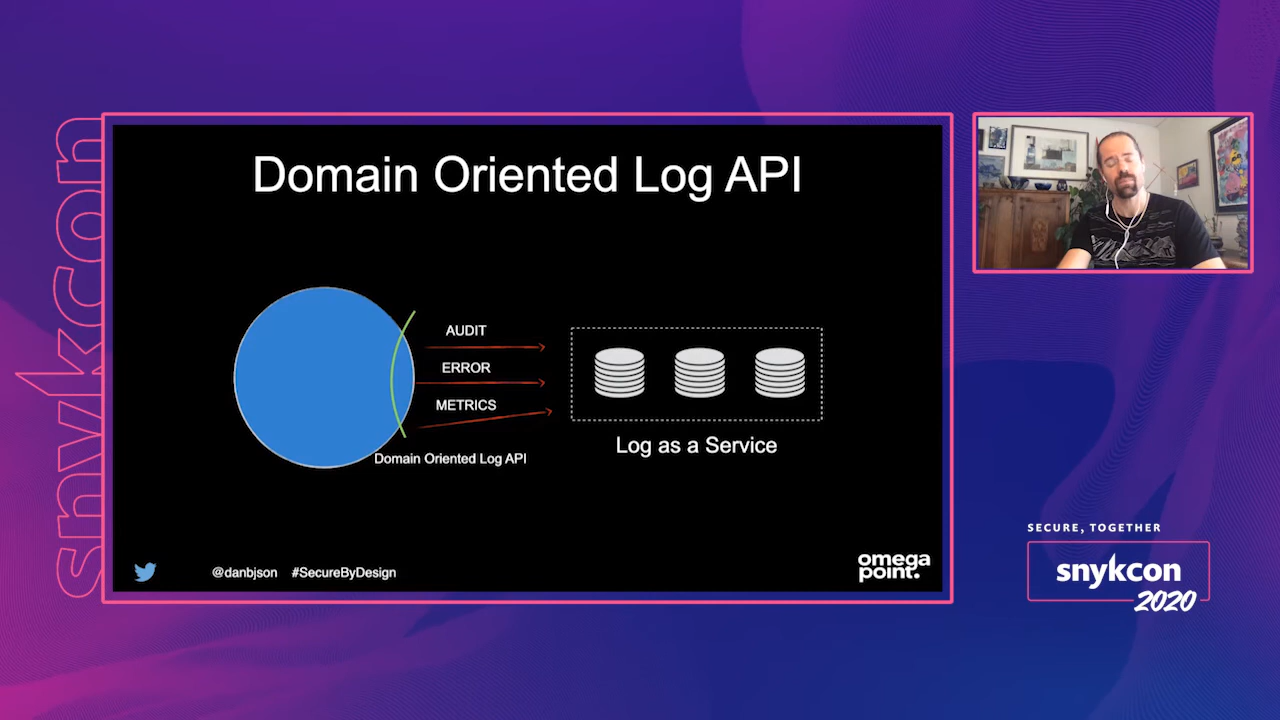 snykcon
Domain Oriented Log API
AUDIT
ERROR
METRICS
Domain Oriented Log API
Log as a Service
@danbjson #SecureByDesign
omega
point.
SECURE, TOGETHER
snykcon
2020